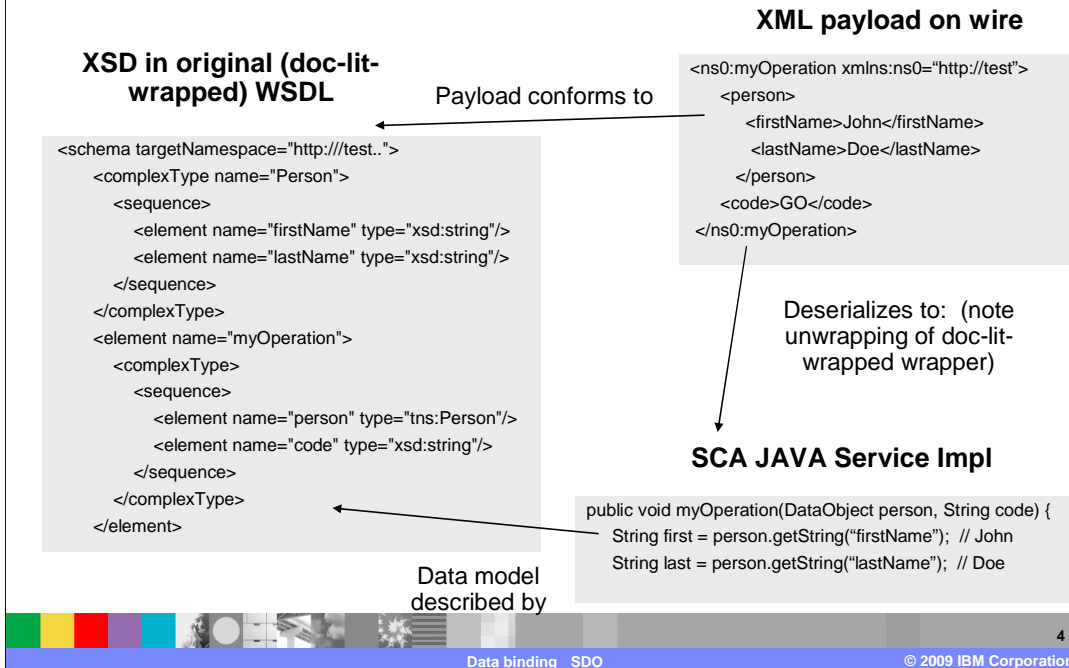 XML payload on wire
XSD in original (doc-lit-
wrapped) WSDL
Payload conforms to
<ns0:myOperation xmlns:ns0=“http://test”>
<person>
<firstName>John</firstName>
<lastName>Doe</lastName>
</person>
<code>GO</code>
</ns0:myOperation>
<schema targetNamespace="http:///test..">
<complexType name="Person">
<sequence>
<element name="firstName" type="xsd:string"/>
<element name="lastName" type="xsd:string"/>
</sequence>
</complexType>
<element name="myOperation">
<complexType>
<sequence>
<element name="person" type="tns:Person"/>
<element name="code" type="xsd:string"/>
</sequence>
</complexType>
</element>
Deserializes to: (note
unwrapping of doc-lit-
wrapped wrapper)
SCA JAVA Service Impl
public void myOperation(DataObject person, String code) {
String first = person.getString(“firstName”); // John
String last = person.getString(“lastName”); // Doe
Data model
described by
4
Data binding SDO
© 2009 IBM Corporation